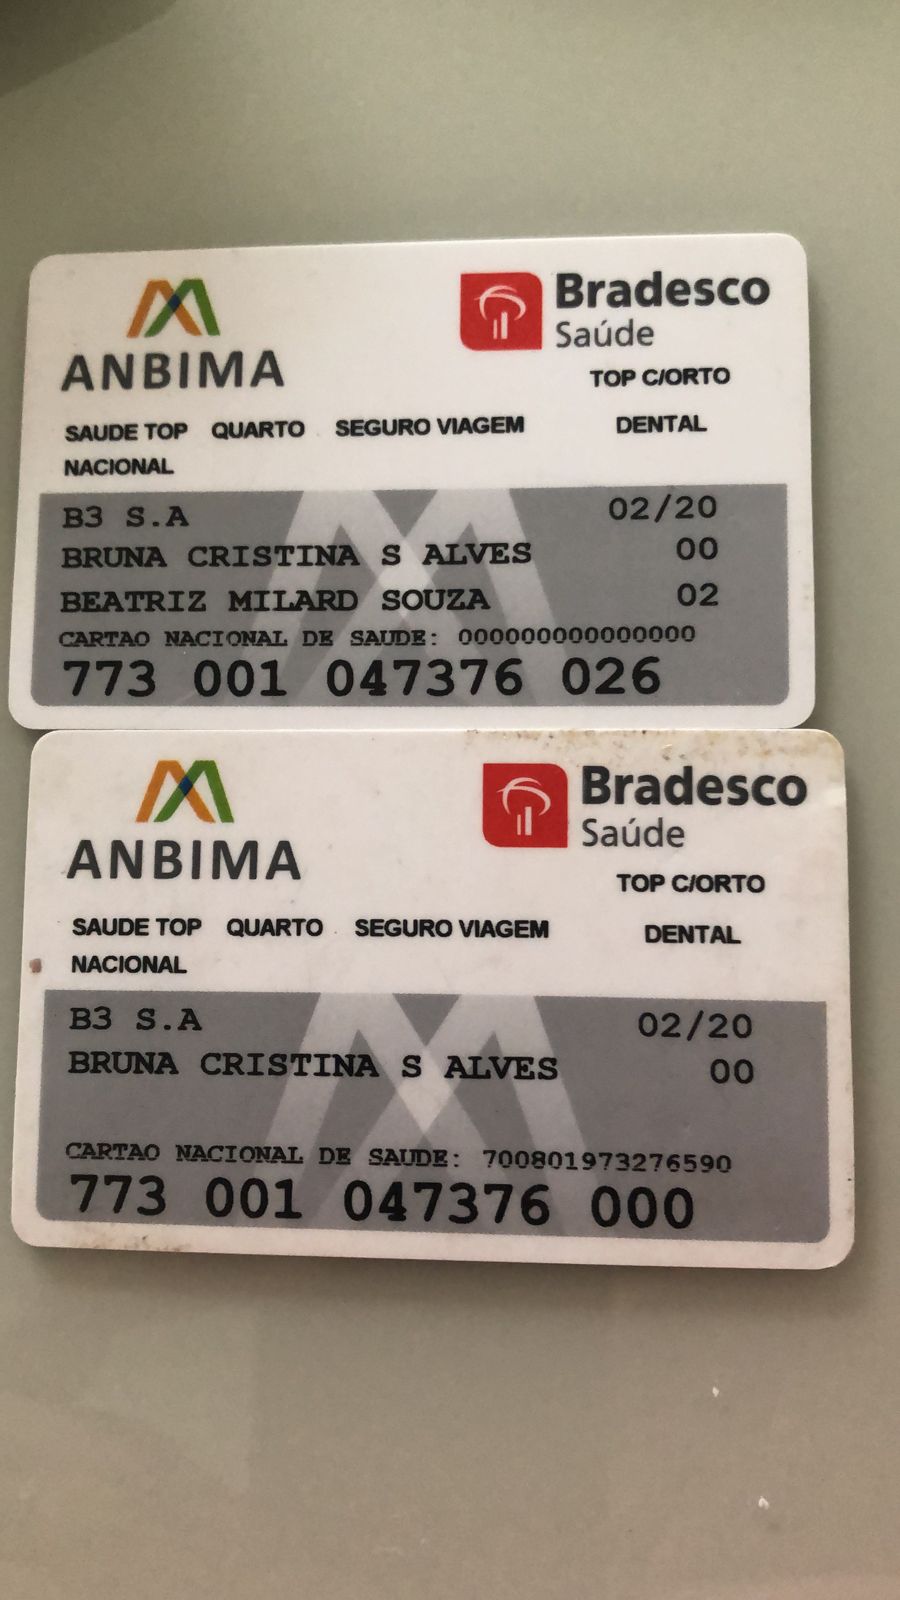 ANBIMA
Bradesco
Saúde
TOP C/ORTO
SAUDE TOP QUARTO SEGURO VIAGEM DENTAL
NACIONAL
B3 S.A 02/20
BRUNA CRISTINA S ALVES 00
BEATRIZ MILARD SOUZA 02
CARTAO NACIONAL DE SAUDE: 000000000000000
773 001 047376 026
ANBIMA
Bradesco
Saúde
TOP C/ORTO
SAUDE TOP QUARTO SEGURO VIAGEM DENTAL
NACIONAL
B3 S.A 02/20
BRUNA CRISTINA S ALVES 00
CARTAO NACIONAL DE SAUDE: 700801973276590
773 001 047376 000